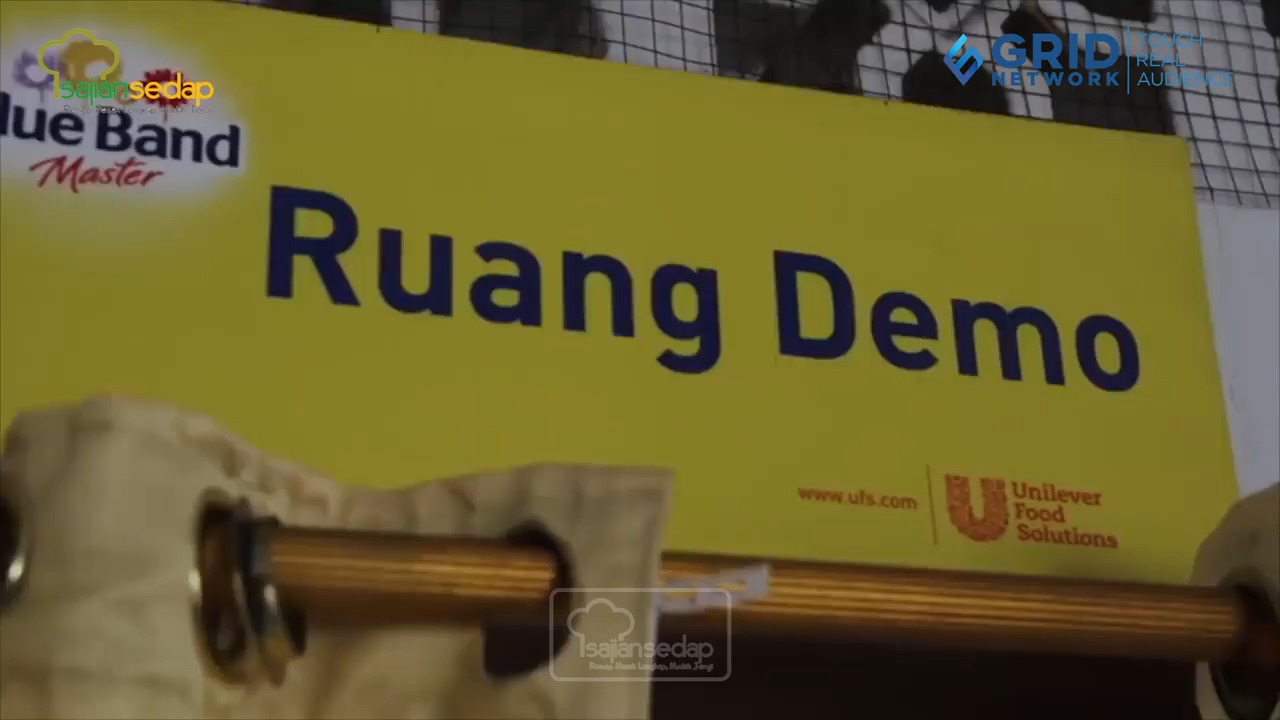 Sajiansedap
GRID
NETWORK
TOUCH
REAL
AUDIENCE
lue Band
Master
Ruang Demo
www.ufs.com
Unilever
Food
Solutions
Sajiansedap